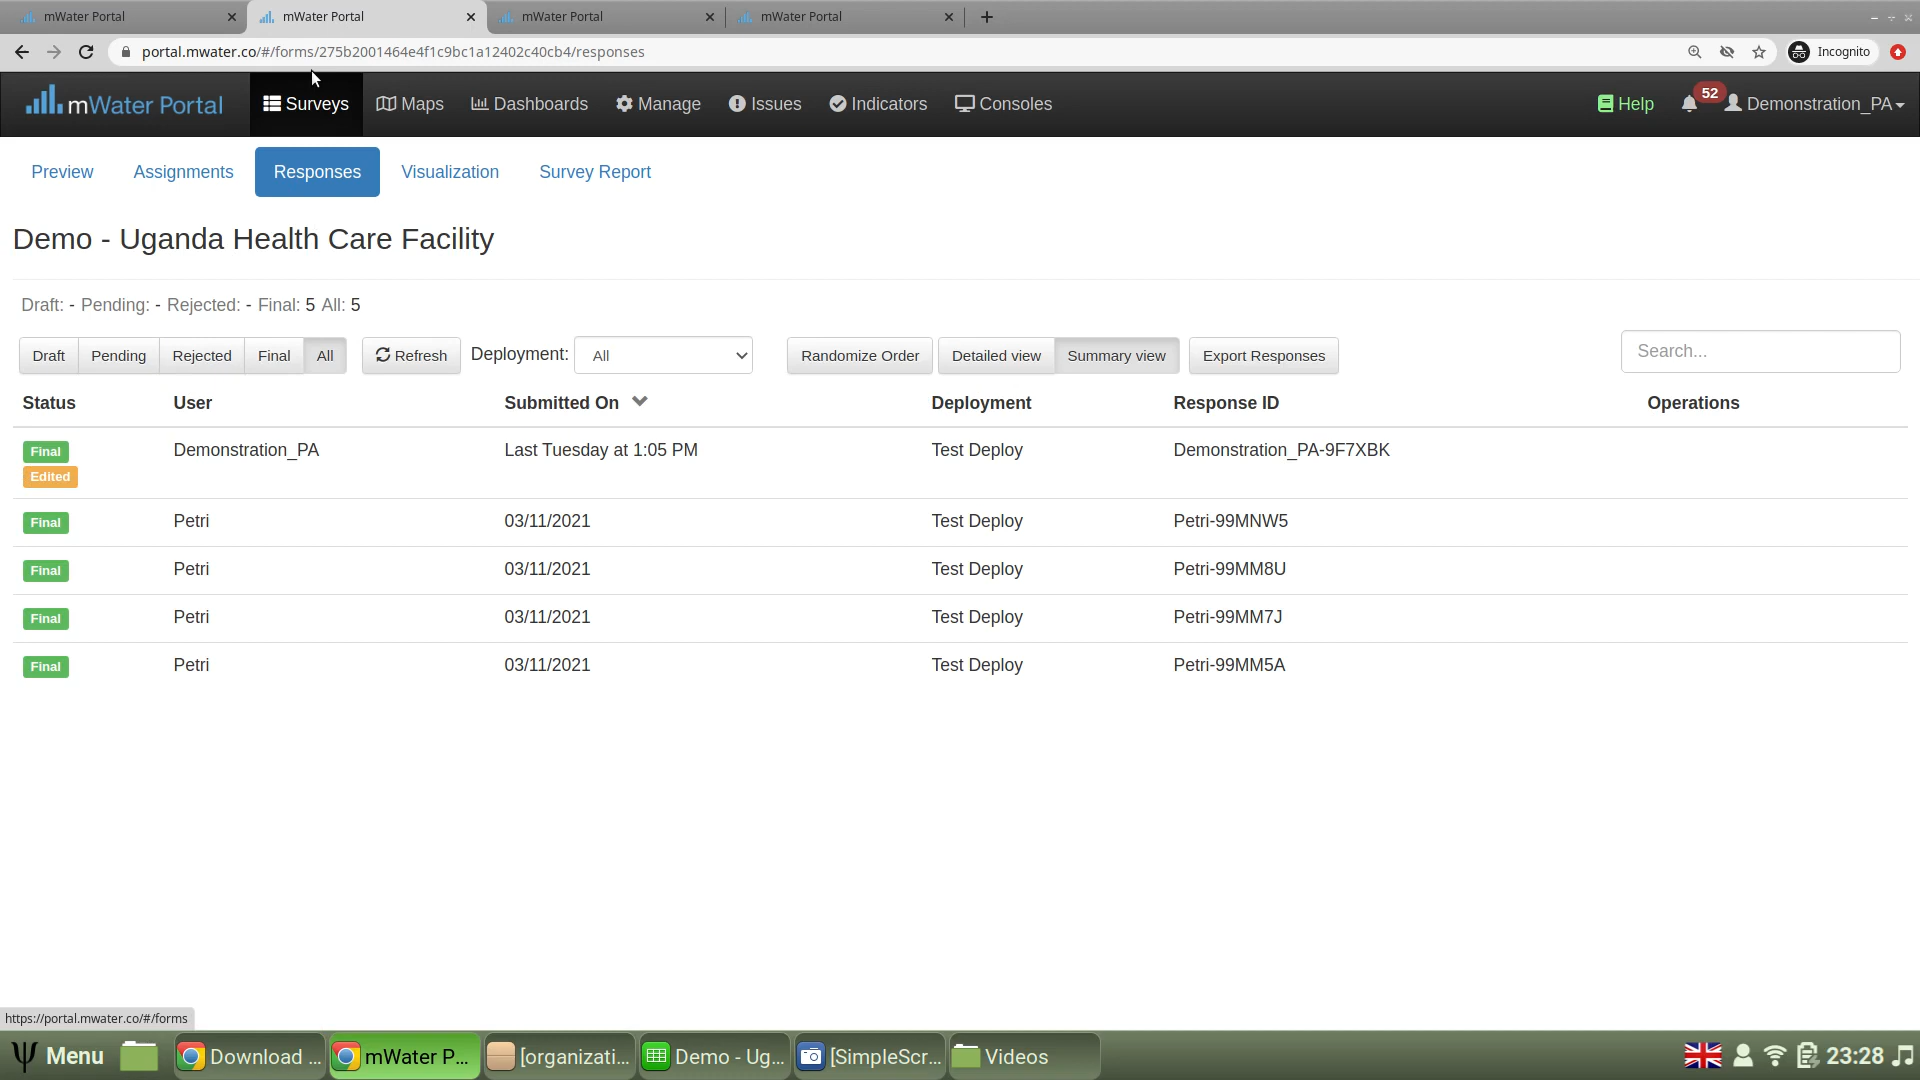 mWater Portal
mWater Portal
mWater Portal
mWater Portal
portal.mwater.co/#/forms/275b2001464e4f1c9bc1a12402c40cb4/responses
Incognito
mWater Portal Surveys Maps Dashboards Manage Issues Indicators Consoles Help 52 Demonstration_PA
Preview Assignments Responses Visualization Survey Report
Demo - Uganda Health Care Facility
Draft: - Pending: - Rejected: - Final: 5 All: 5
Draft Pending Rejected Final All Refresh Deployment: All Randomize Order Detailed view Summary view Export Responses Search...
Status User Submitted On Deployment Response ID Operations
Final Demonstration_PA Last Tuesday at 1:05 PM Test Deploy Demonstration_PA-9F7XBK
Edited
Final Petri 03/11/2021 Test Deploy Petri-99MNW5
Final Petri 03/11/2021 Test Deploy Petri-99MM8U
Final Petri 03/11/2021 Test Deploy Petri-99MM7J
Final Petri 03/11/2021 Test Deploy Petri-99MM5A
https://portal.mwater.co/#/forms
Menu Download ... mWater P... [organizati... Demo - Ug... [SimpleScr... Videos 23:28